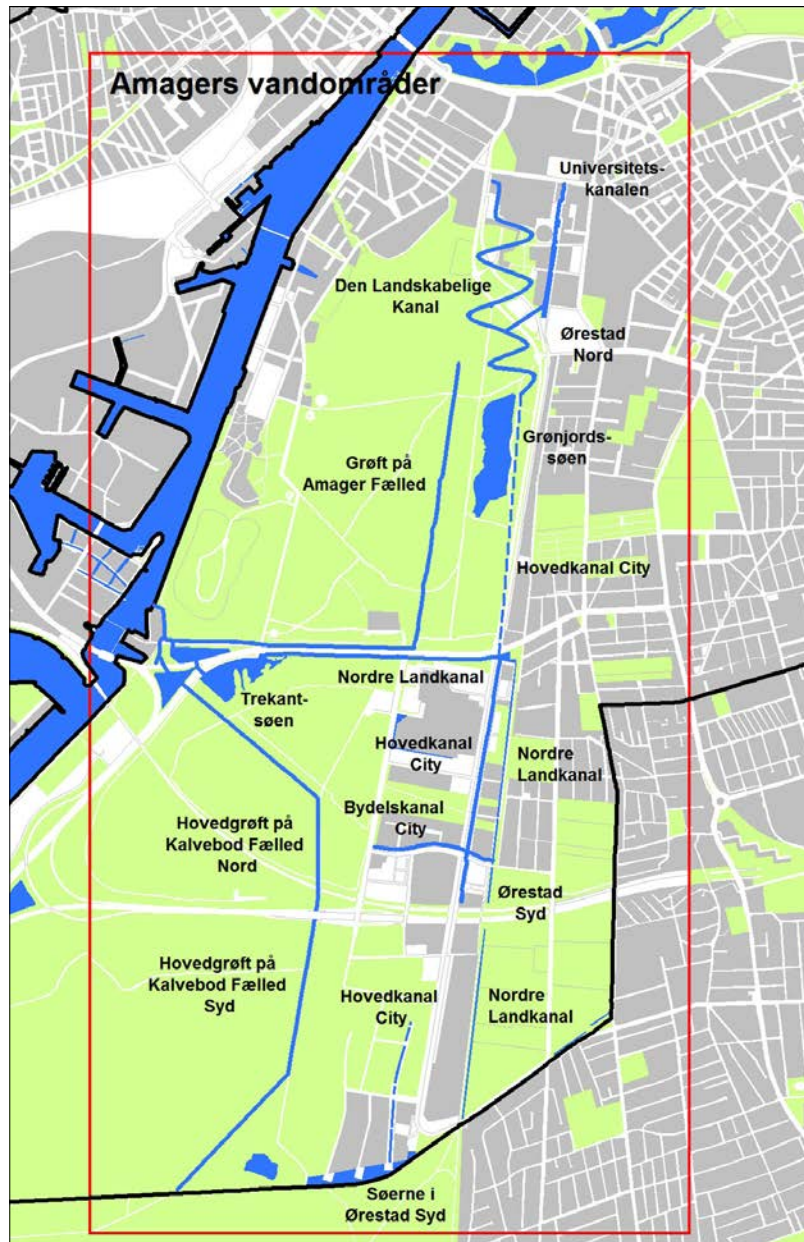 Amagers vandområder
Universitets-
kanalen
Den Landskabelige
Kanal
Ørestad
Nord
Grønjords-
søen
Grøft på
Amager Fælled
Hovedkanal City
Nordre Landkanal
Trekant-
søen
Hovedkanal
City
Nordre
Landkanal
Bydelskanal
City
Hovedgrøft på
Kalvebod Fælled
Nord
Ørestad
Syd
Hovedgrøft på
Kalvebod Fælled
Syd
Hovedkanal
City
Nordre
Landkanal
Søerne i
Ørestad Syd